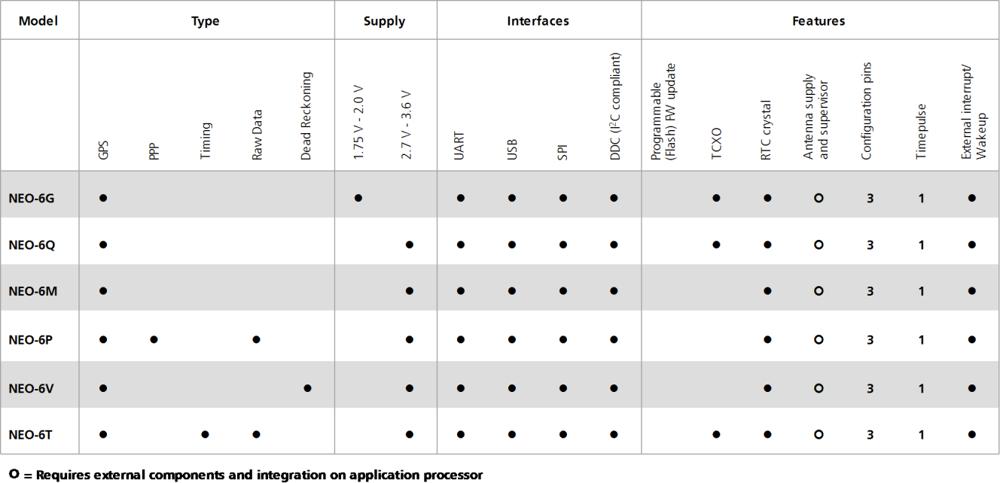 Model Type Supply Interfaces Features
GPS PPP Timing Raw Data Dead Reckoning 1.75 V - 2.0 V 2.7 V - 3.6 V UART USB SPI DDC (I²C compliant) Programmable (Flash) FW update TCXO RTC crystal Antenna supply and supervisor Configuration pins Timepulse External interrupt/ Wakeup
NEO-6G ● ● ● ● ● ● ● ● O 3 1 ●
NEO-6Q ● ● ● ● ● ● ● ● O 3 1 ●
NEO-6M ● ● ● ● ● ● ● O 3 1 ●
NEO-6P ● ● ● ● ● ● ● ● ● O 3 1 ●
NEO-6V ● ● ● ● ● ● ● ● O 3 1 ●
NEO-6T ● ● ● ● ● ● ● ● ● ● O 3 1 ●
O = Requires external components and integration on application processor